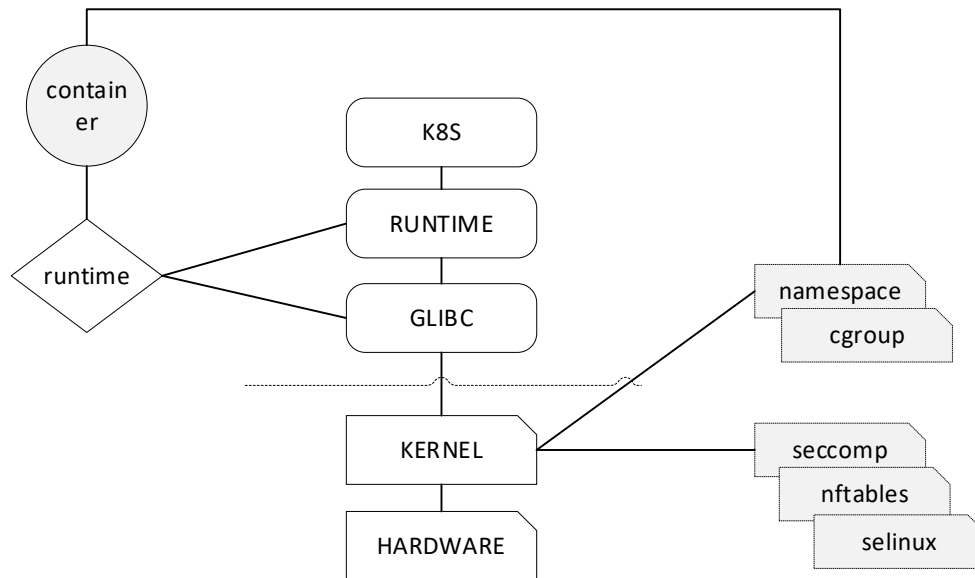 contain
er
K8S
RUNTIME
runtime
GLIBC
namespace
cgroup
KERNEL
seccomp
nftables
HARDWARE
selinux